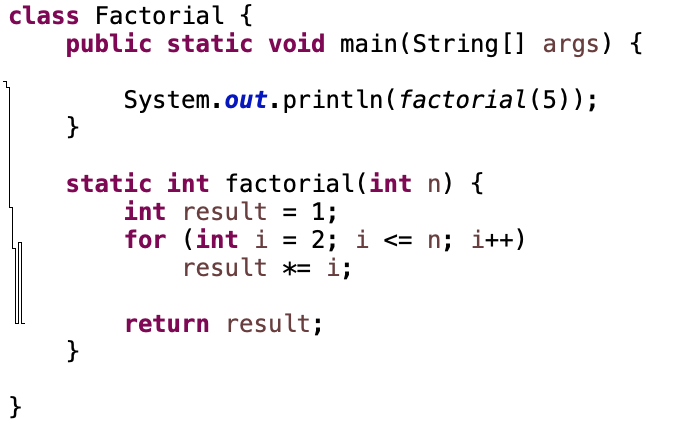 class Factorial {
    public static void main(String[] args) {

        System.out.println(factorial(5));
    }

    static int factorial(int n) {
        int result = 1;
        for (int i = 2; i <= n; i++)
            result *= i;

        return result;
    }

}